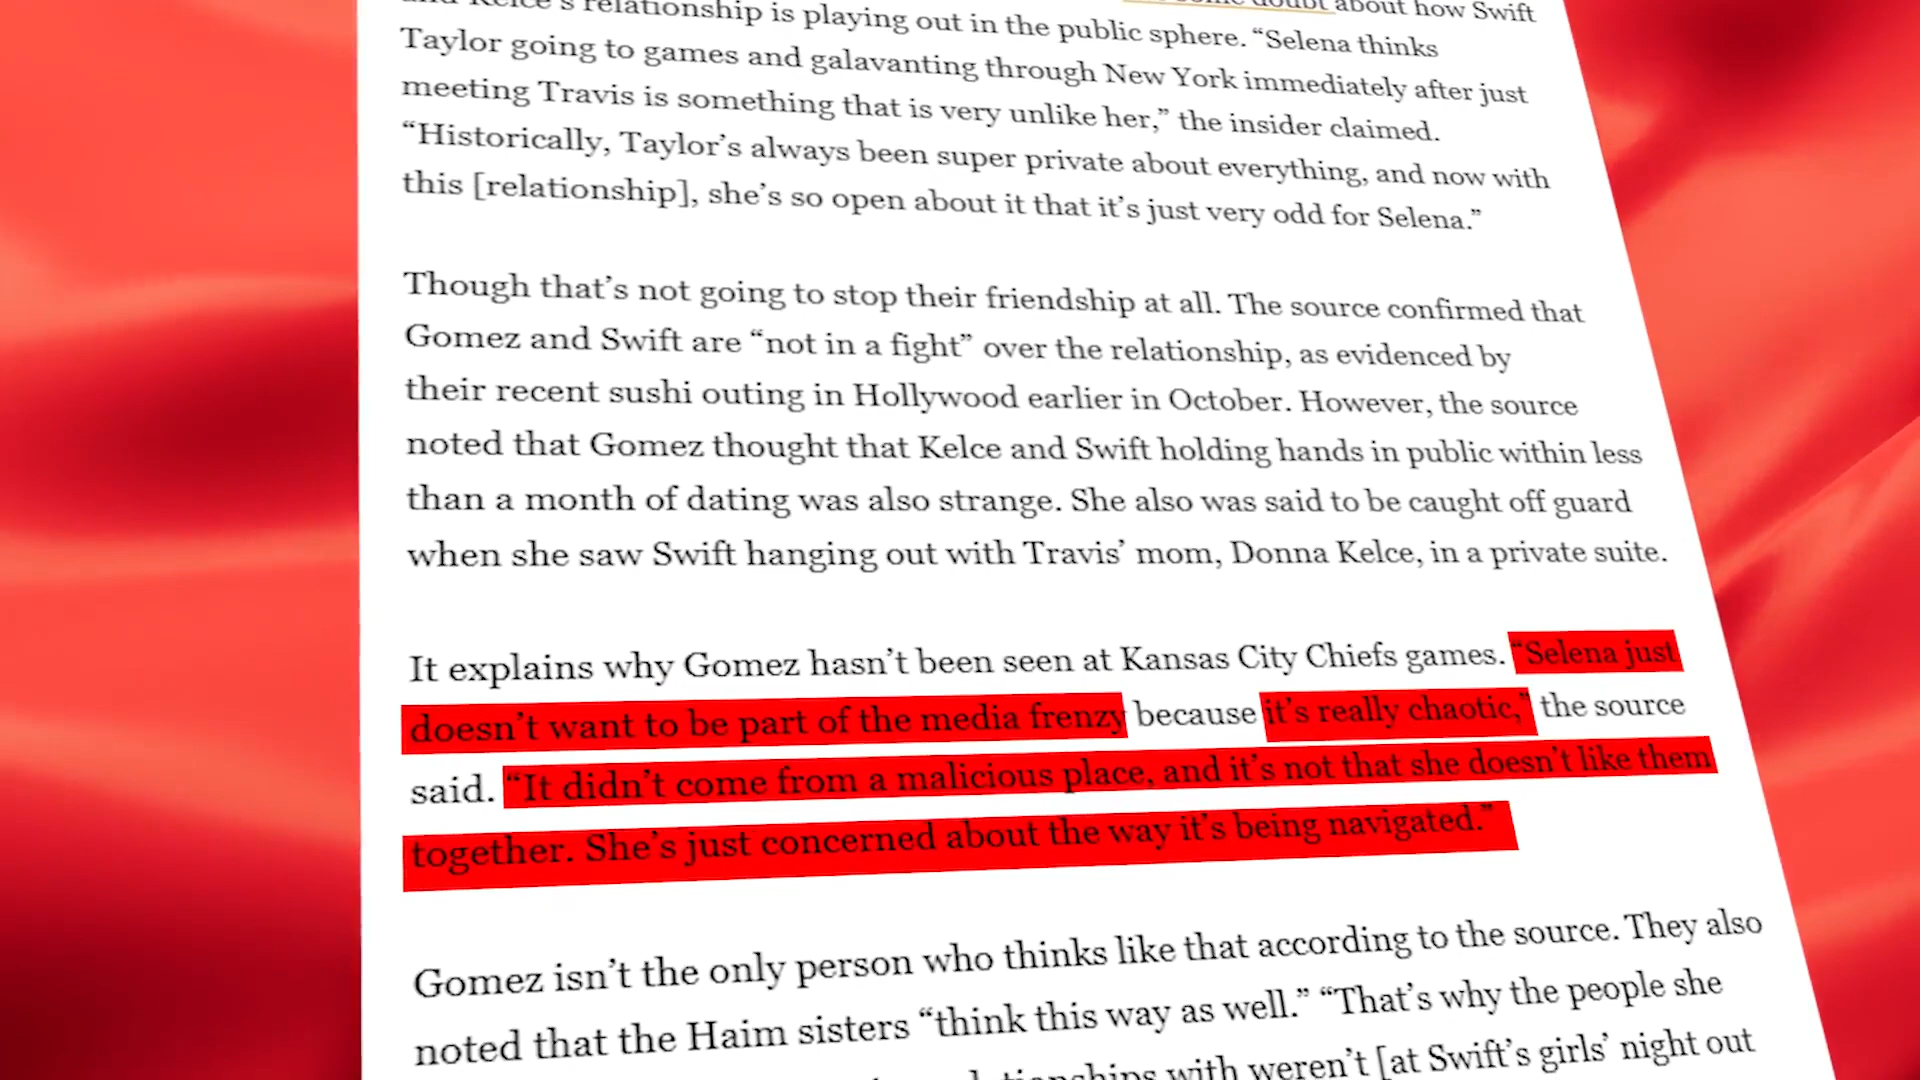 and Kelce's relationship is playing out in the public sphere. “Selena thinks
doubt about how Swift
Taylor going to games and galavanting through New York immediately after just
meeting Travis is something that is very unlike her,” the insider claimed.
“Historically, Taylor’s always been super private about everything, and now with
this [relationship], she’s so open about it that it’s just very odd for Selena.”
Though that’s not going to stop their friendship at all. The source confirmed that
Gomez and Swift are “not in a fight” over the relationship, as evidenced by
their recent sushi outing in Hollywood earlier in October. However, the source
noted that Gomez thought that Kelce and Swift holding hands in public within less
than a month of dating was also strange. She also was said to be caught off guard
when she saw Swift hanging out with Travis’ mom, Donna Kelce, in a private suite.
It explains why Gomez hasn’t been seen at Kansas City Chiefs games. “Selena just
doesn’t want to be part of the media frenzy because it’s really chaotic,” the source
said. “It didn’t come from a malicious place, and it’s not that she doesn’t like them
together. She’s just concerned about the way it’s being navigated.”
Gomez isn’t the only person who thinks like that according to the source. They also
noted that the Haim sisters “think this way as well.” “That’s why the people she
with weren’t [at Swift’s girls’ night out